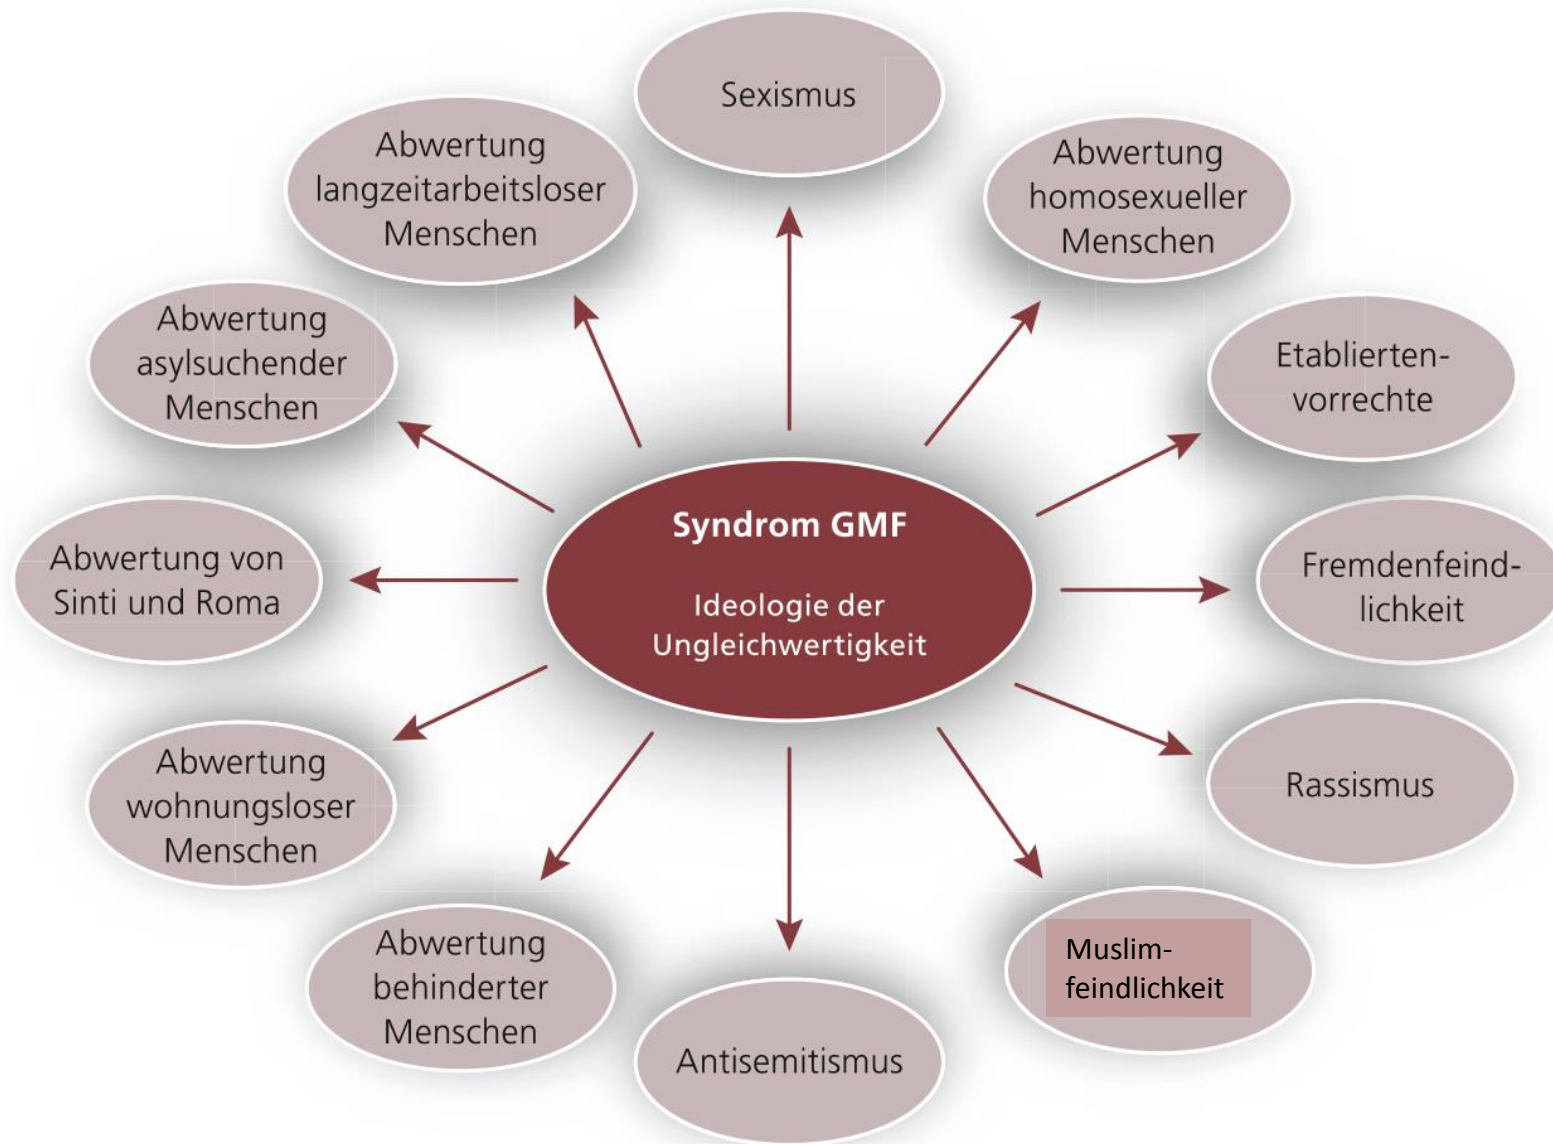 Sexismus
Abwertung
langzeitarbeitsloser
Menschen
Abwertung
homosexueller
Menschen
Abwertung
asylsuchender
Menschen
Etablierten-
vorrechte
Syndrom GMF
Ideologie der
Ungleichwertigkeit
Abwertung von
Sinti und Roma
Fremdenfeind-
lichkeit
Abwertung
wohnungsloser
Menschen
Rassismus
Abwertung
behinderter
Menschen
Muslim-
feindlichkeit
Antisemitismus